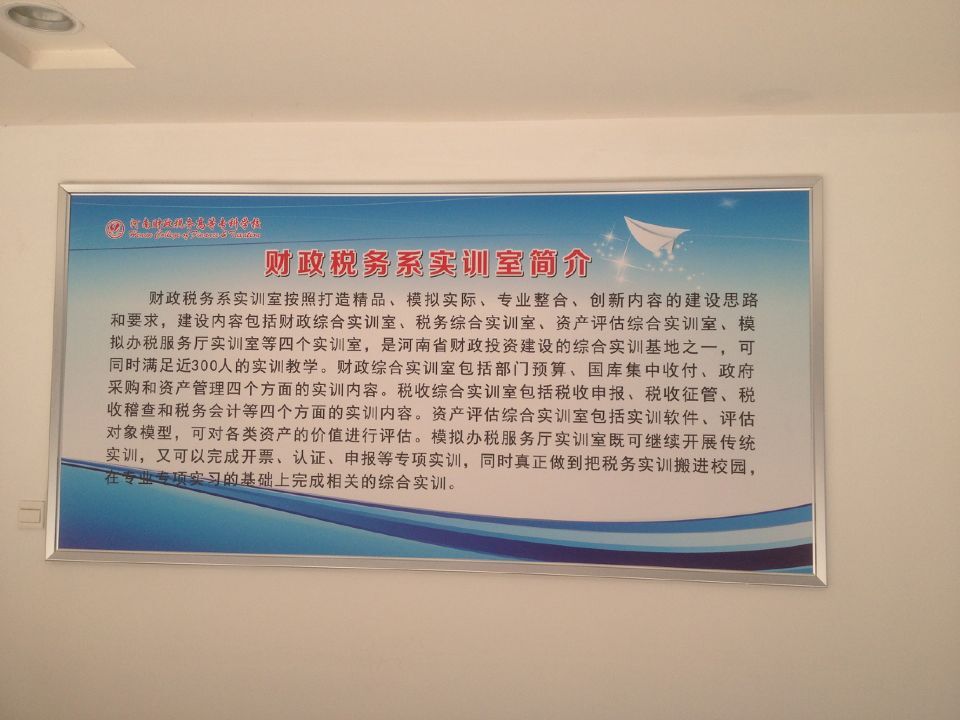 河南财政税务高等专科学校
Henan College of Finance & Taxation
财政税务系实训室简介
财政税务系实训室按照打造精品、模拟实际、专业整合、创新内容的建设思路
和要求，建设内容包括财政综合实训室、税务综合实训室、资产评估综合实训室、模
拟办税服务厅实训室等四个实训室，是河南省财政投资建设的综合实训基地之一，可
同时满足近300人的实训教学。财政综合实训室包括部门预算、国库集中收付、政府
采购和资产管理四个方面的实训内容。税收综合实训室包括税收申报、税收征管、税
收稽查和税务会计等四个方面的实训内容。资产评估综合实训室包括实训软件、评估
对象模型，可对各类资产的价值进行评估。模拟办税服务厅实训室既可继续开展传统
实训，又可以完成开票、认证、申报等专项实训，同时真正做到把税务实训搬进校园，
在专业专项实习的基础上完成相关的综合实训。